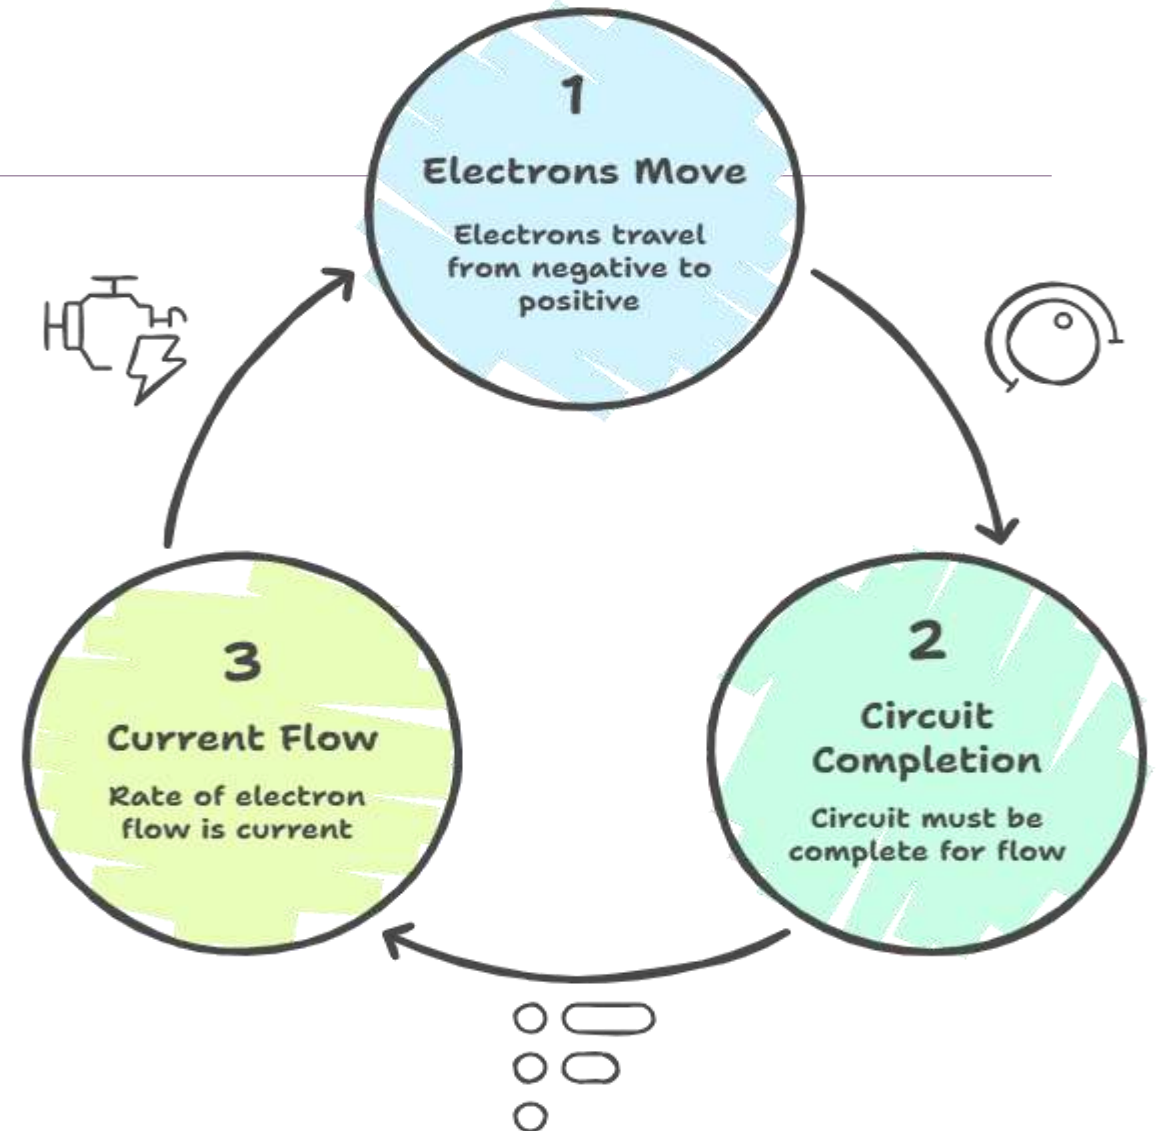 1
Electrons Move
Electrons travel
from negative to
positive
2
Circuit
Completion
Circuit must be
complete for flow
3
Current Flow
Rate of electron
flow is current